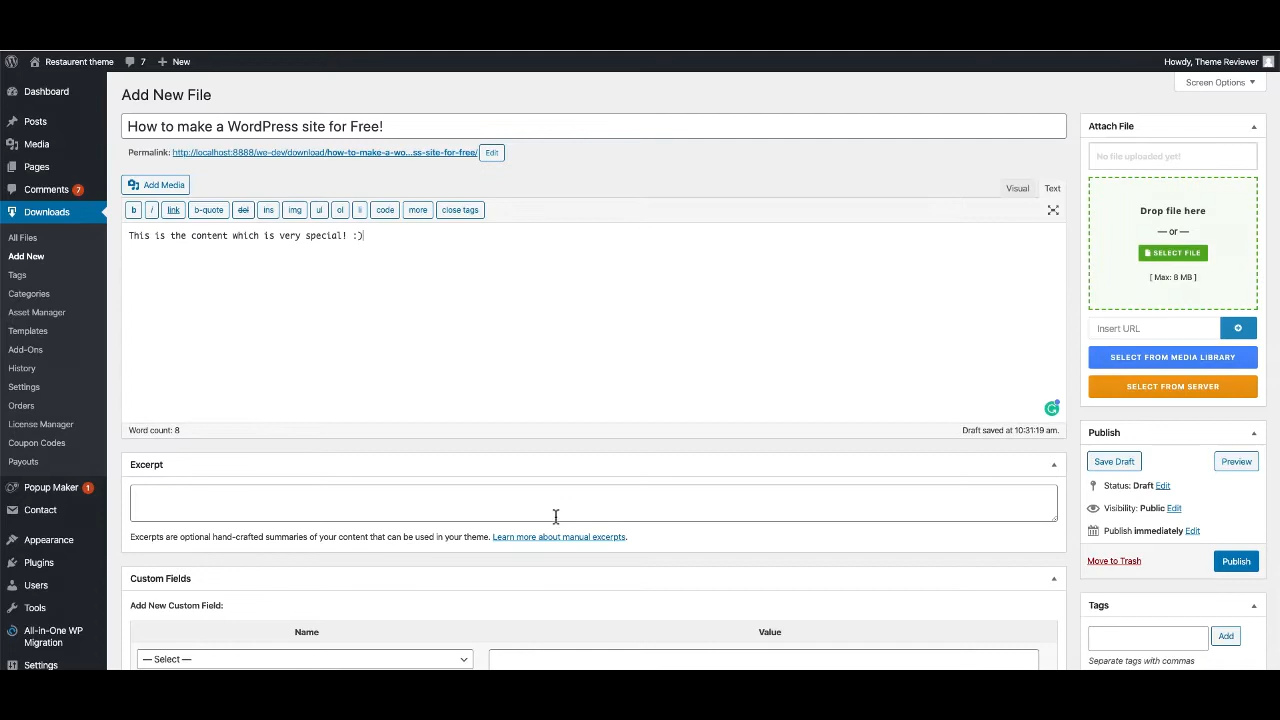 Restaurent theme 7 New Howdy, Theme Reviewer
Screen Options
Dashboard
Posts
Media
Pages
Comments 7
Downloads
All Files
Add New
Tags
Categories
Asset Manager
Templates
Add-Ons
History
Settings
Orders
License Manager
Coupon Codes
Payouts
Popup Maker 1
Contact
Appearance
Plugins
Users
Tools
All-in-One WP
Migration
Settings
Add New File
How to make a WordPress site for Free!
Permalink: http://localhost:8888/we-dev/download/how-to-make-a-wo...ss-site-for-free/ Edit
Add Media
Visual Text
b i link b-quote del ins img ul ol li code more close tags
This is the content which is very special! :)
Word count: 8 Draft saved at 10:31:19 am.
Excerpt
Excerpts are optional hand-crafted summaries of your content that can be used in your theme. Learn more about manual excerpts.
Custom Fields
Add New Custom Field:
Name Value
— Select —
Attach File
No file uploaded yet!
Drop file here
— or —
SELECT FILE
[ Max: 8 MB ]
Insert URL
SELECT FROM MEDIA LIBRARY
SELECT FROM SERVER
Publish
Save Draft Preview
Status: Draft Edit
Visibility: Public Edit
Publish immediately Edit
Move to Trash Publish
Tags
Add
Separate tags with commas